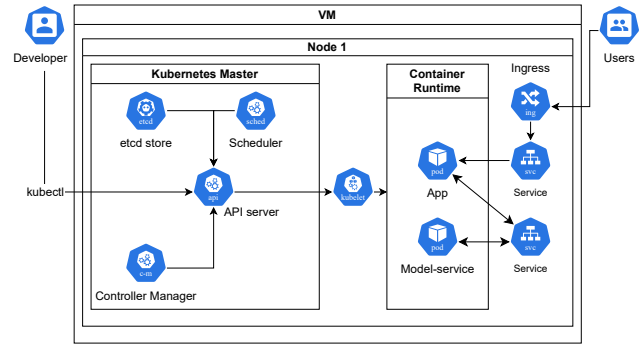 VM
Node 1
Developer
Users
Kubernetes Master
Container
Runtime
Ingress
etcd
etcd store
sched
Scheduler
ing
pod
App
svc
Service
kubectl
api
API server
kubelet
c-m
Controller Manager
pod
Model-service
svc
Service